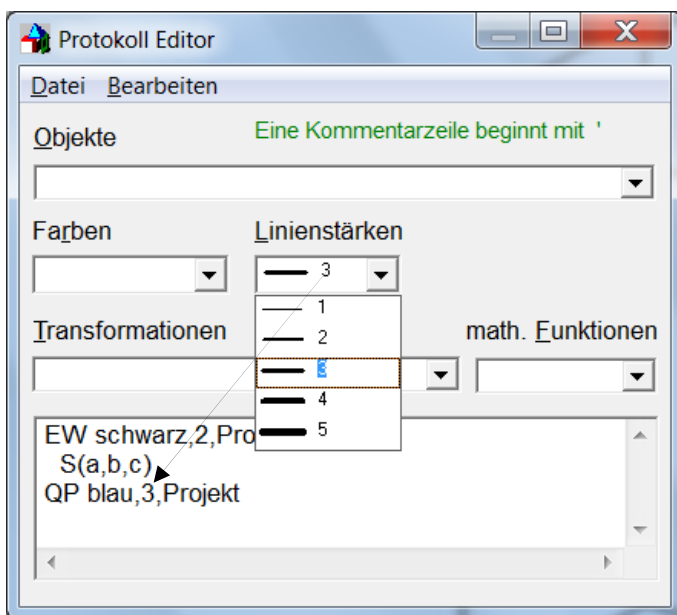 Protokoll Editor
Datei Bearbeiten
Objekte Eine Kommentarzeile beginnt mit '
Farben Linienstärken
3
1
Transformationen 2 math. Funktionen
3
4
5
EW schwarz,2,Pro
S(a,b,c)
QP blau,3,Projekt